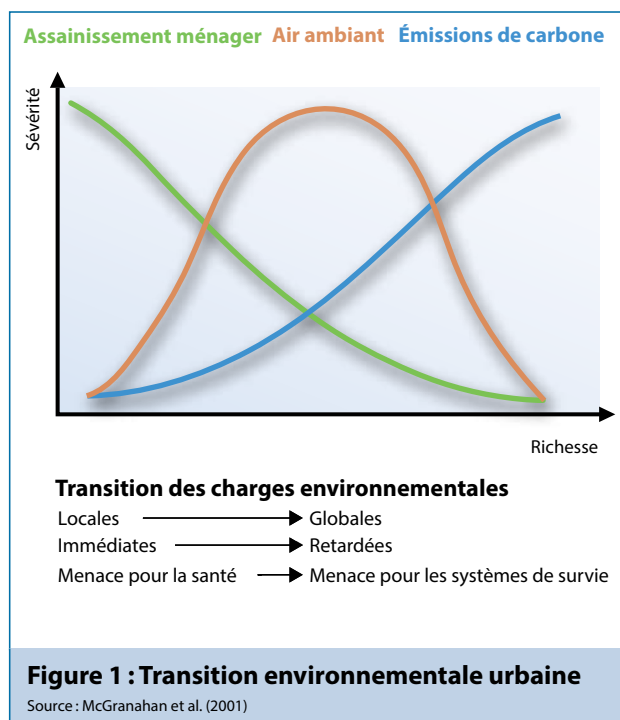 Assainissement ménager Air ambiant Émissions de carbone
Sévérité
Richesse
Transition des charges environnementales
Locales Globales
Immédiates Retardées
Menace pour la santé Menace pour les systèmes de survie
Figure 1 : Transition environnementale urbaine
Source : McGranahan et al. (2001)